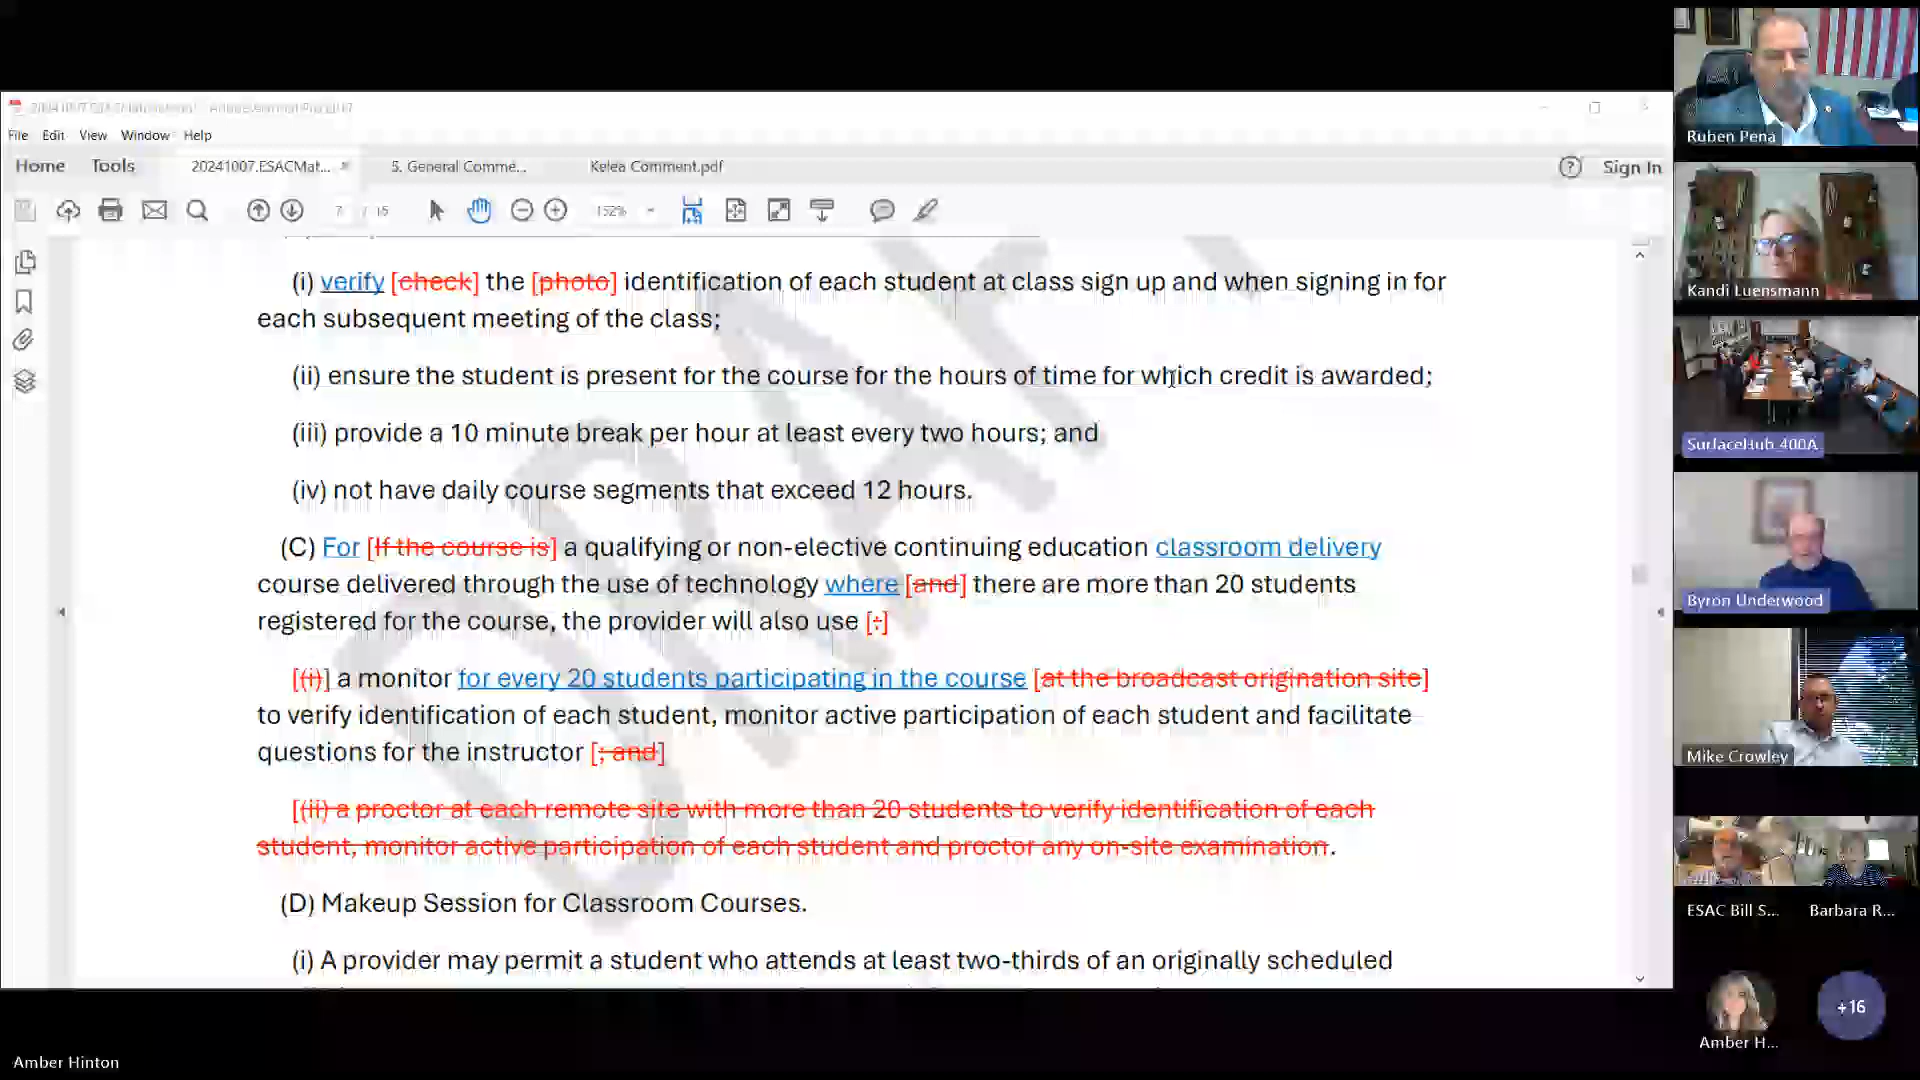 File Edit View Window Help
Home Tools 20241007.ESACMat... × 5. General Comme... Kelea Comment.pdf Sign In
7 / 15 152%
(i) verify [check] the [photo] identification of each student at class sign up and when signing in for
each subsequent meeting of the class;
(ii) ensure the student is present for the course for the hours of time for which credit is awarded;
(iii) provide a 10 minute break per hour at least every two hours; and
(iv) not have daily course segments that exceed 12 hours.
(C) For [If the course is] a qualifying or non-elective continuing education classroom delivery
course delivered through the use of technology where [and] there are more than 20 students
registered for the course, the provider will also use [:]
[(i)] a monitor for every 20 students participating in the course [at the broadcast origination site]
to verify identification of each student, monitor active participation of each student and facilitate
questions for the instructor [; and]
[(ii) a proctor at each remote site with more than 20 students to verify identification of each
student, monitor active participation of each student and proctor any on-site examination.
(D) Makeup Session for Classroom Courses.
(i) A provider may permit a student who attends at least two-thirds of an originally scheduled
DRAFT
Ruben Pena
Kandi Luensmann
SurfaceHub 400A
Byron Underwood
Mike Crowley
ESAC Bill S... Barbara R...
+16
Amber H...
Amber Hinton